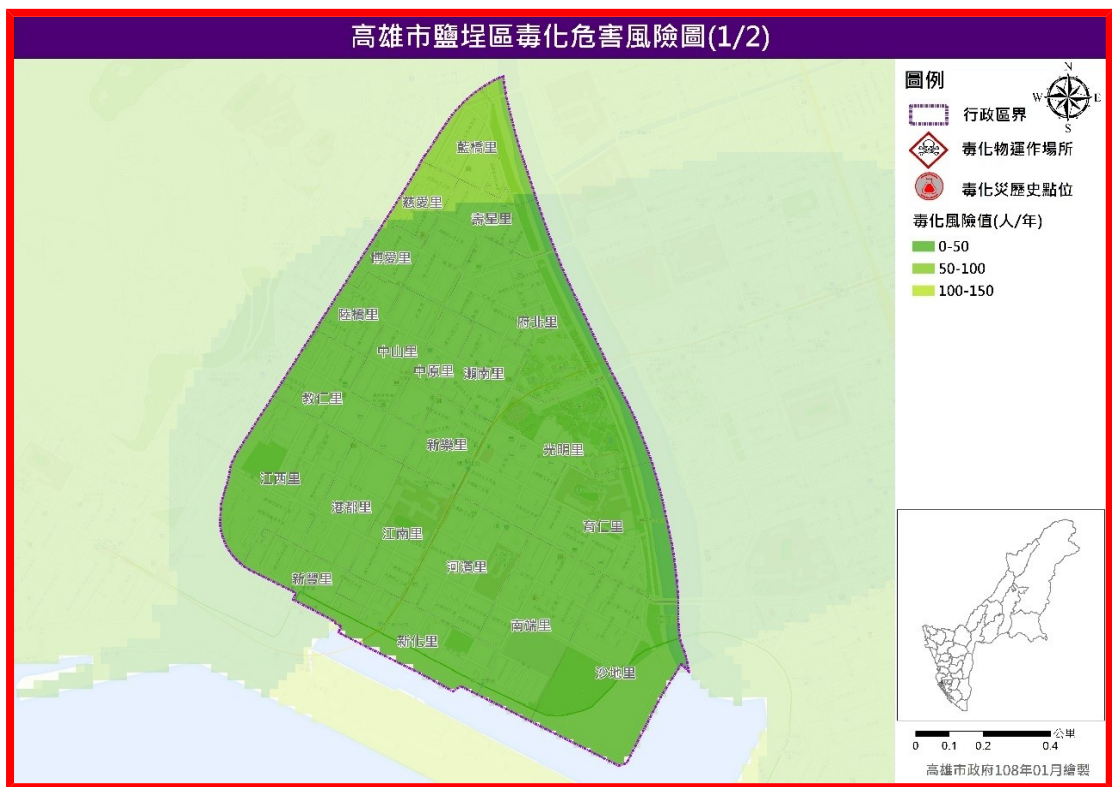 高雄市鹽埕區毒化危害風險圖(1/2)
圖例
N
W
E
S
行政區界
毒化物運作場所
毒化災歷史點位
毒化風險值(人/年)
0-50
50-100
100-150
藍橋里
慈愛里
壽星里
博愛里
陸橋里
府北里
中山里
中原里
瀨南里
教仁里
新樂里
光明里
江西里
港都里
江南里
育仁里
河濱里
新豐里
南端里
新化里
沙地里
公里
0 0.1 0.2 0.4
高雄市政府108年01月繪製